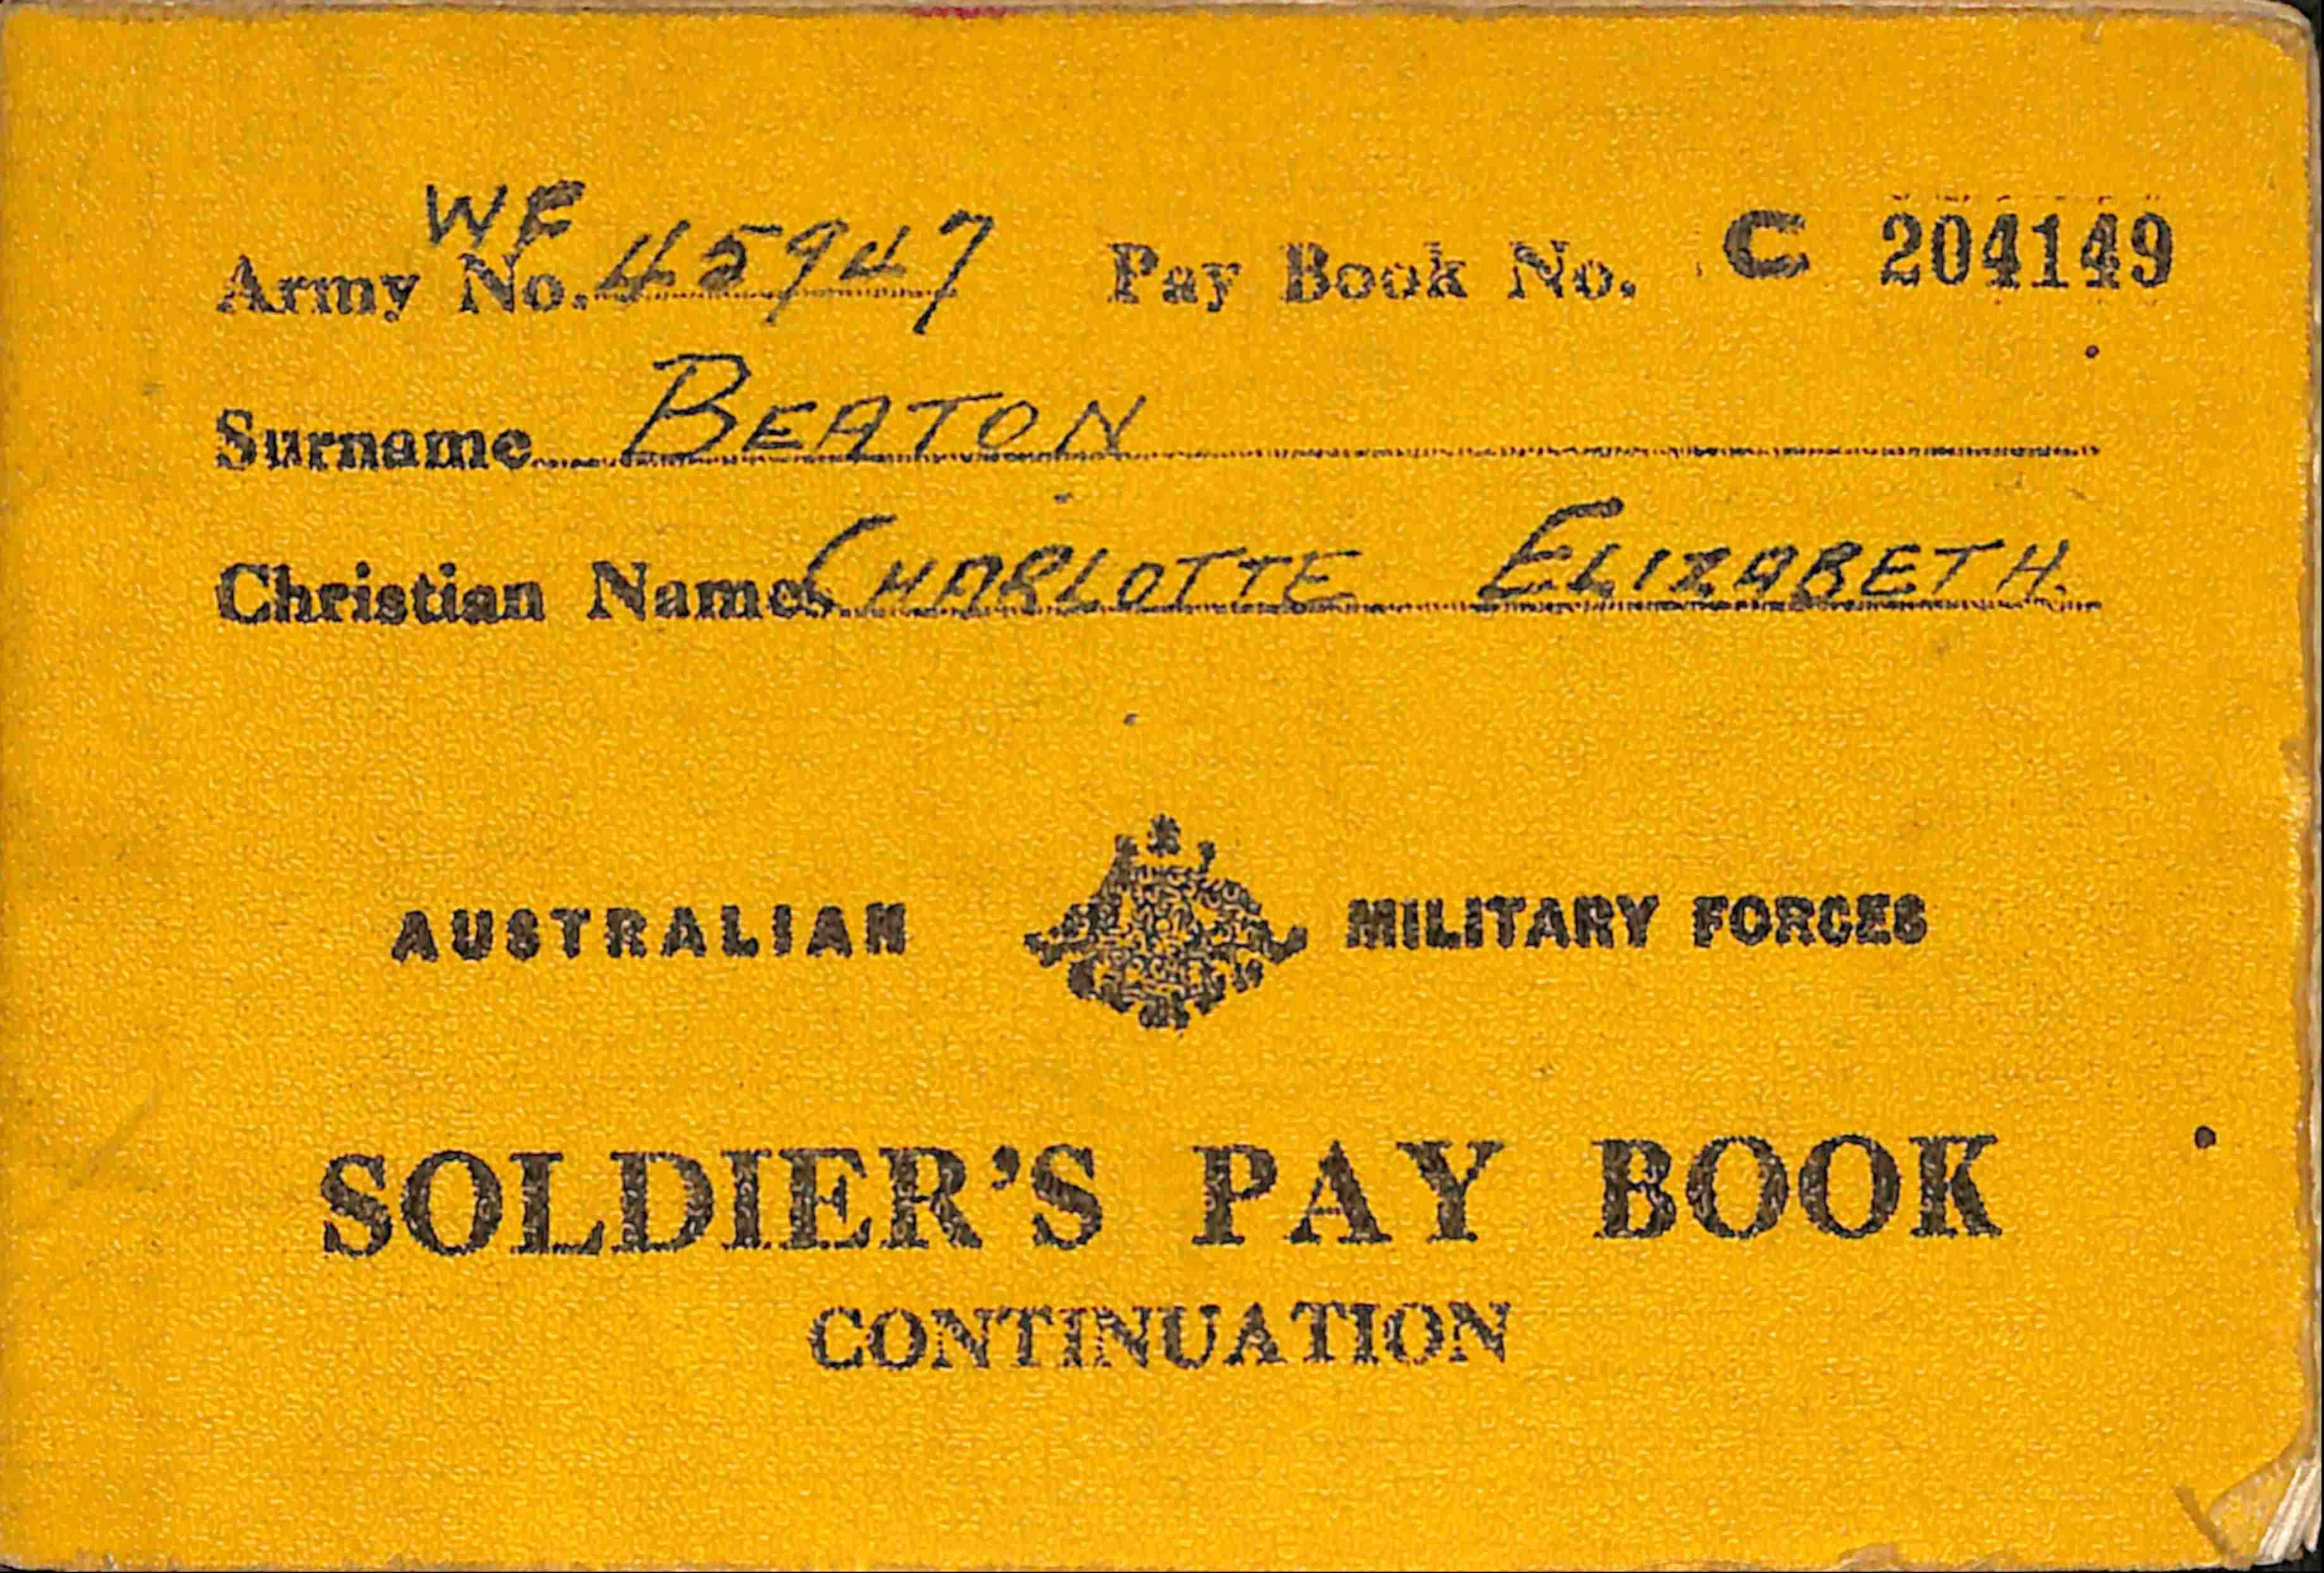 WF
Army No. 45947 Pay Book No. C 204149
Surname BEATON
Christian Names CHARLOTTE ELIZABETH.
AUSTRALIAN MILITARY FORCES
SOLDIER'S PAY BOOK
CONTINUATION